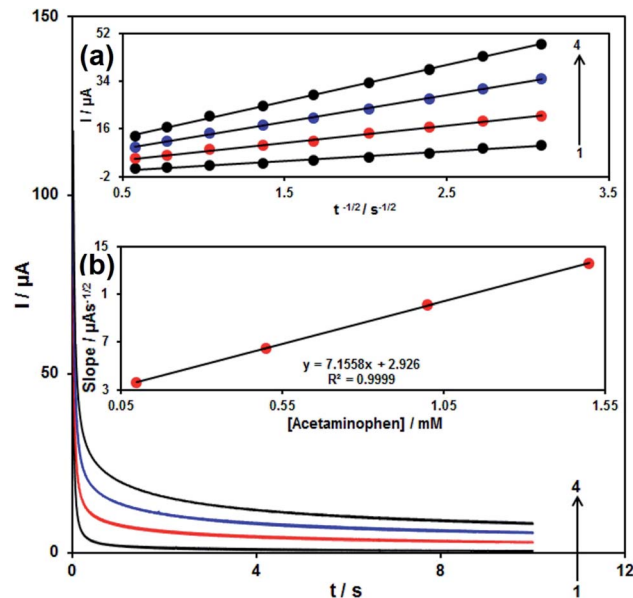 150
100
50
0
I / µA
0
4
8
12
t / s
4
1
(a)
52
34
16
-2
I / µA
0.5
1.5
2.5
3.5
t -1/2 / s-1/2
4
1
(b)
15
1
7
3
Slope / µAs-1/2
y = 7.1558x + 2.926
R² = 0.9999
0.05
0.55
1.05
1.55
[Acetaminophen] / mM